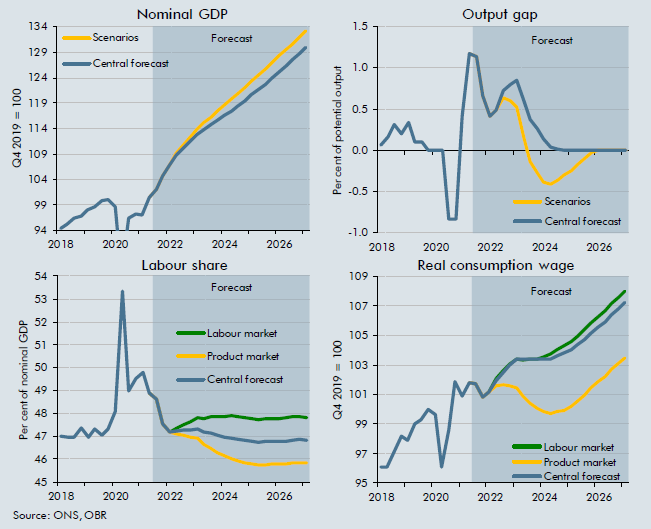 Nominal GDP
134
129
124
119
114
109
104
99
94
Q4 2019 = 100
Scenarios
Central forecast
Forecast
2018
2020
2022
2024
2026
Output gap
1.5
1.0
0.5
0.0
-0.5
-1.0
Per cent of potential output
Forecast
Scenarios
Central forecast
2018
2020
2022
2024
2026
Labour share
54
53
52
51
50
49
48
47
46
45
Per cent of nominal GDP
Forecast
Labour market
Product market
Central forecast
2018
2020
2022
2024
2026
Real consumption wage
109
107
105
103
101
99
97
95
Q4 2019 = 100
Forecast
Labour market
Product market
Central forecast
2018
2020
2022
2024
2026
Source: ONS, OBR